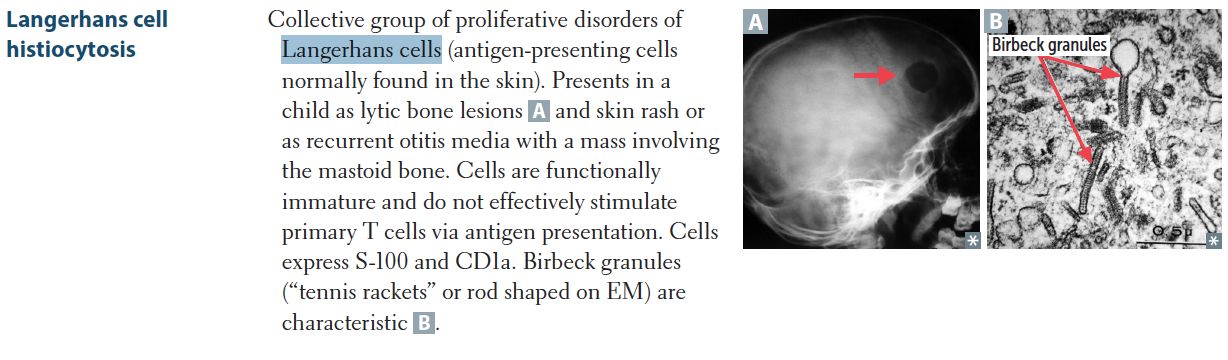 Langerhans cell
histiocytosis
Collective group of proliferative disorders of
Langerhans cells (antigen-presenting cells
normally found in the skin). Presents in a
child as lytic bone lesions A and skin rash or
as recurrent otitis media with a mass involving
the mastoid bone. Cells are functionally
immature and do not effectively stimulate
primary T cells via antigen presentation. Cells
express S-100 and CD1a. Birbeck granules
(“tennis rackets” or rod shaped on EM) are
characteristic B.
A
*
B
Birbeck granules
0.5µ
*